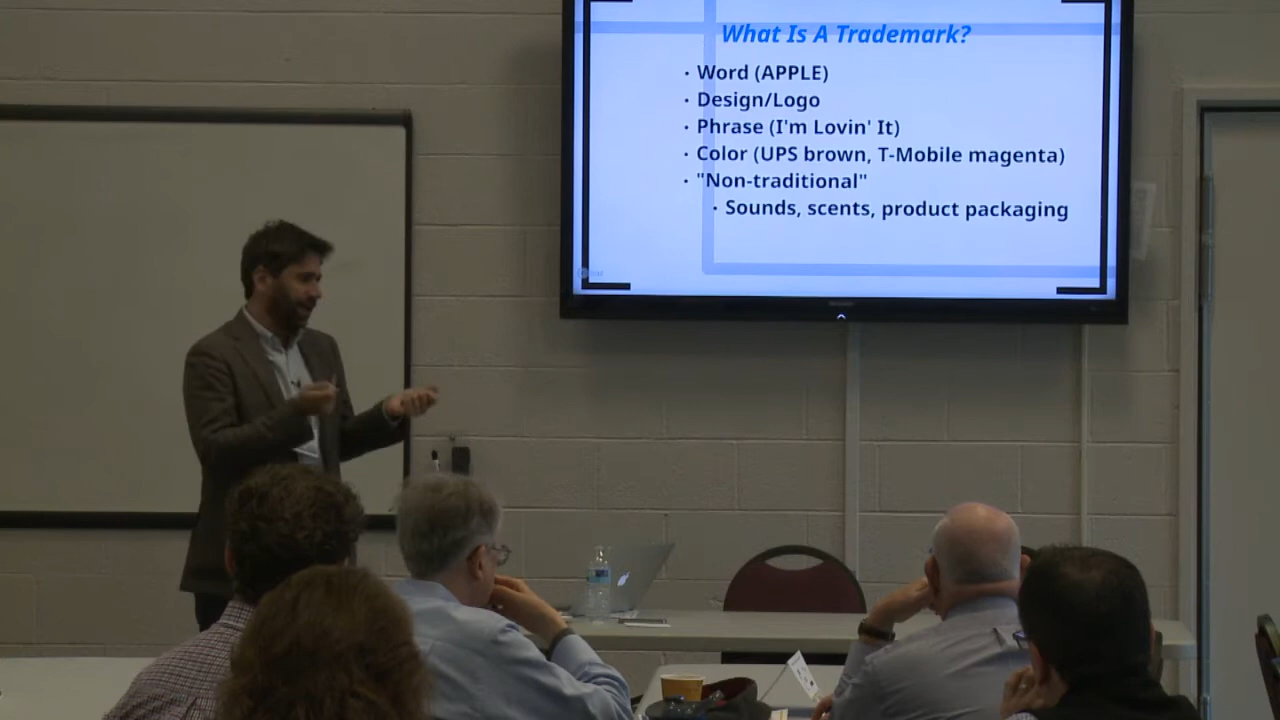 What Is A Trademark?
· Word (APPLE)
· Design/Logo
· Phrase (I'm Lovin' It)
· Color (UPS brown, T-Mobile magenta)
· "Non-traditional"
· Sounds, scents, product packaging